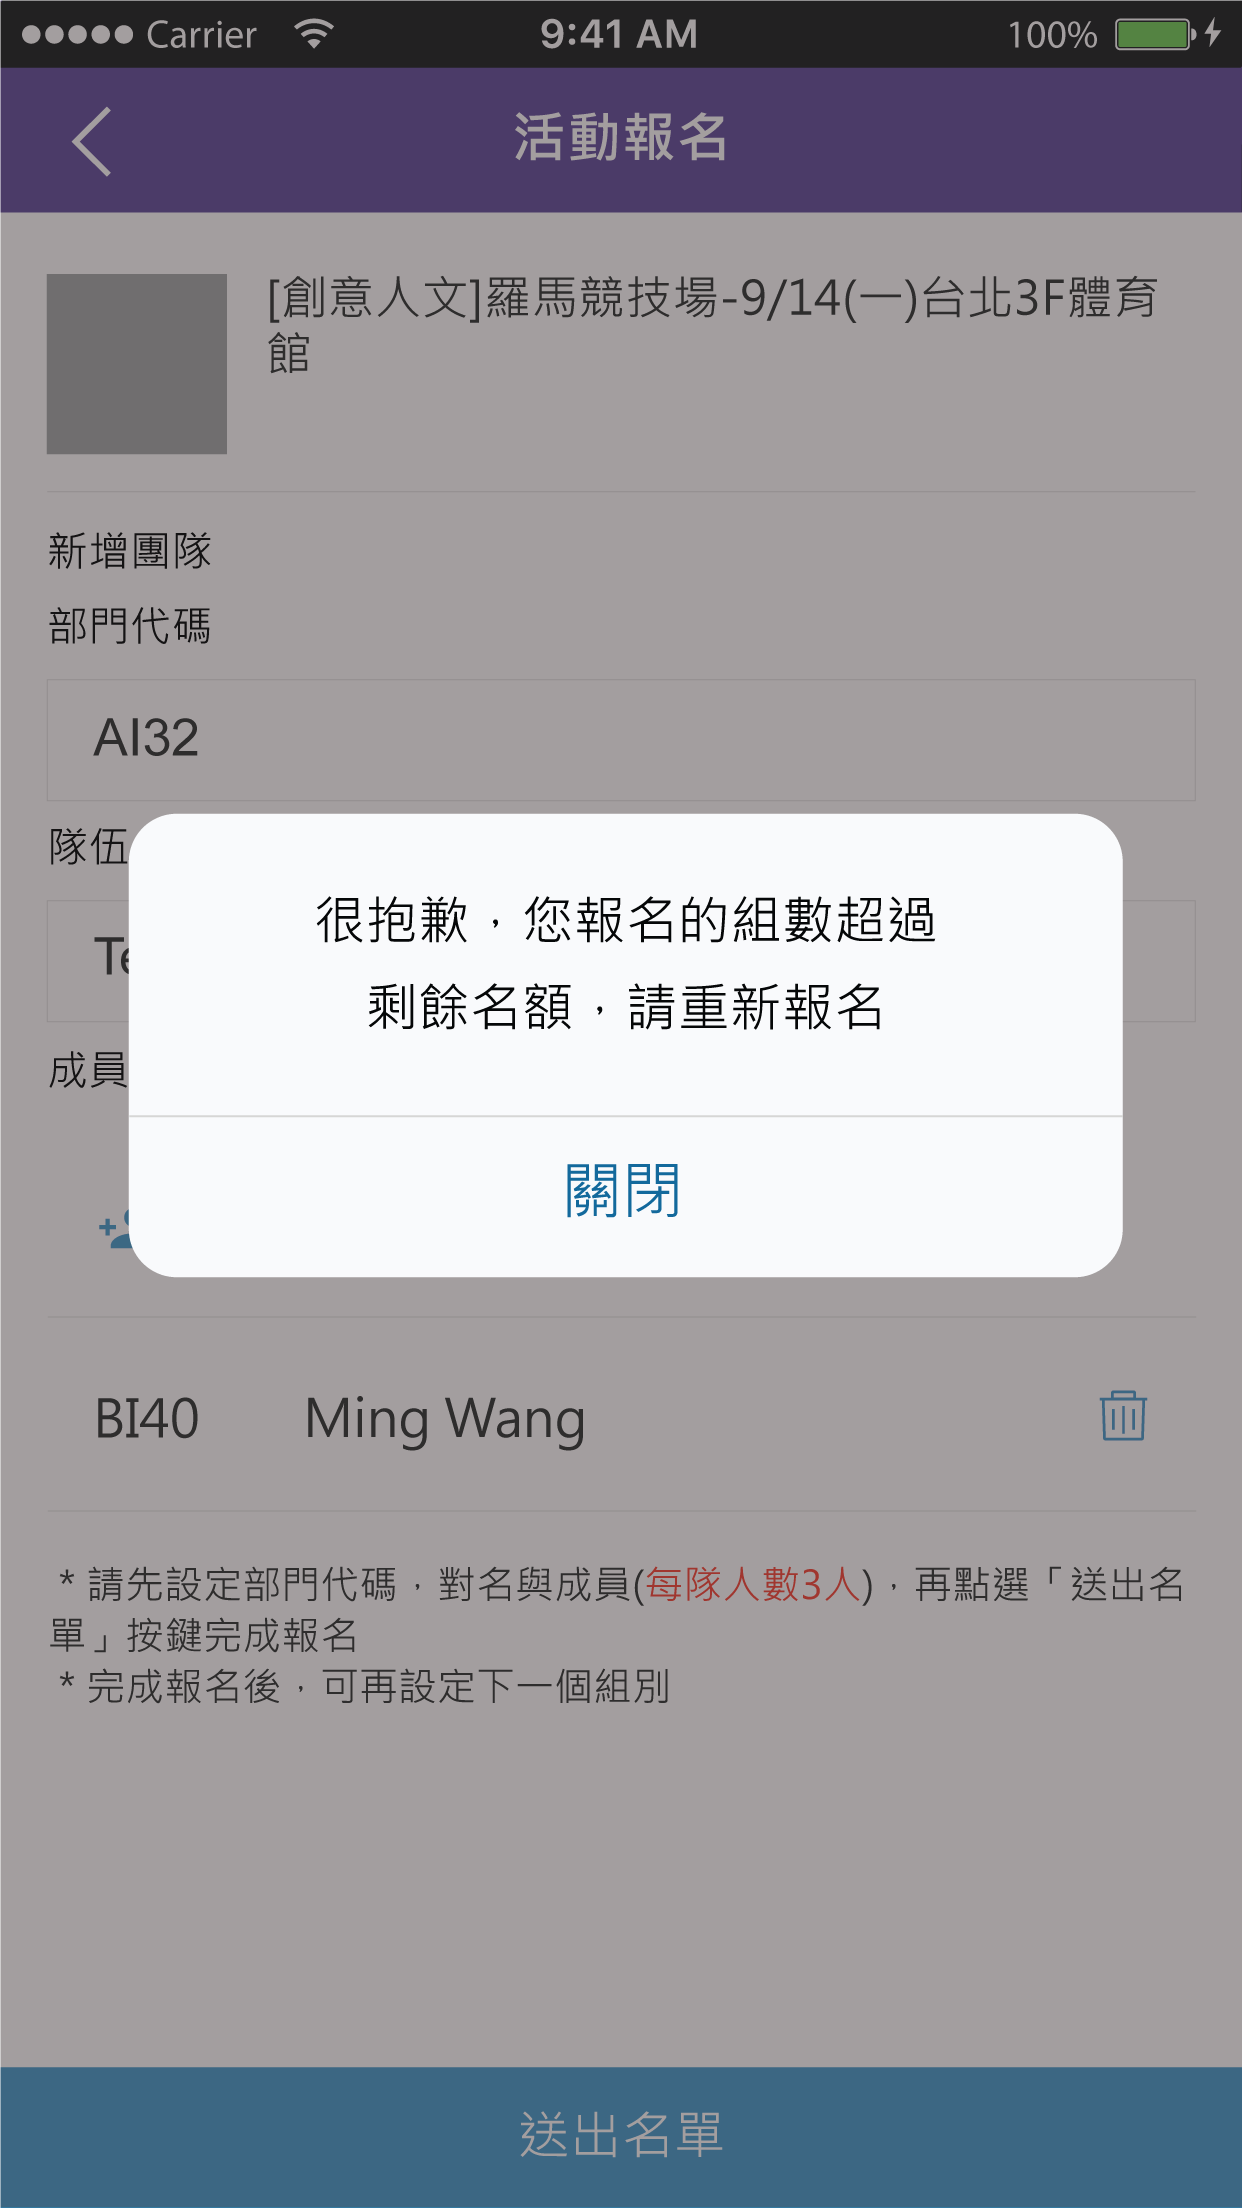 Carrier 9:41 AM 100%
活動報名
[創意人文]羅馬競技場-9/14(一)台北3F體育
館
新增團隊
部門代碼
AI32
隊伍
Te
成員
很抱歉，您報名的組數超過
剩餘名額，請重新報名
關閉
BI40 Ming Wang
* 請先設定部門代碼，對名與成員(每隊人數3人)，再點選「送出名
單」按鍵完成報名
* 完成報名後，可再設定下一個組別
送出名單